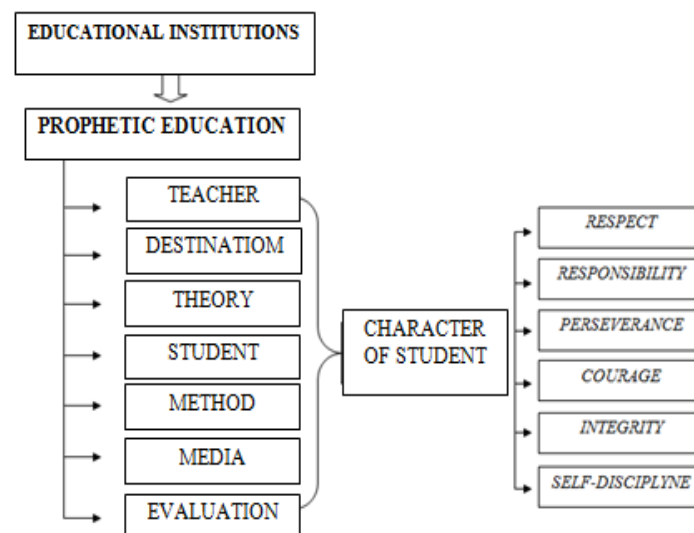 EDUCATIONAL INSTITUTIONS
PROPHETIC EDUCATION
TEACHER
DESTINATIOM
THEORY
STUDENT
METHOD
MEDIA
EVALUATION
CHARACTER
OF STUDENT
RESPECT
RESPONSIBILITY
PERSEVERANCE
COURAGE
INTEGRITY
SELF-DISCIPLYNE